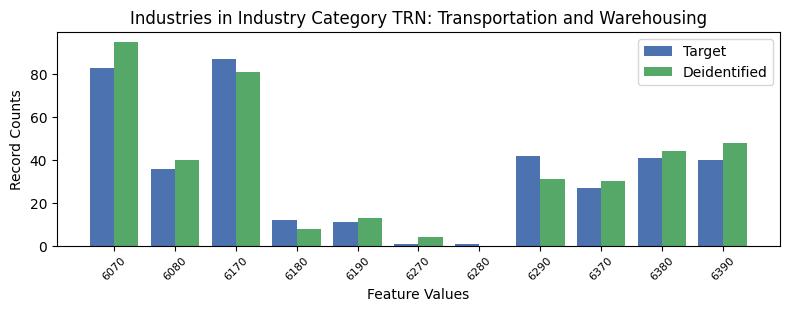 Industries in Industry Category TRN: Transportation and Warehousing
Target
Deidentified
Record Counts
80
60
40
20
0
6070 6080 6170 6180 6190 6270 6280 6290 6370 6380 6390
Feature Values